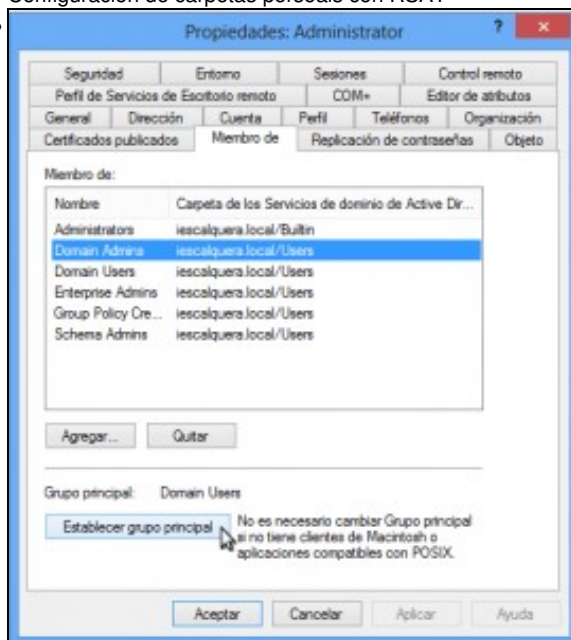 Configuración de carpetas persoais con RSAT
Propiedades: Administrator
?
Seguridad Entorno Sesiones Control remoto
Perfil de Servicios de Escritorio remoto COM+ Editor de atributos
General Dirección Cuenta Perfil Teléfonos Organización
Certificados publicados Miembro de Replicación de contraseñas Objeto
Miembro de:
Nombre Carpeta de los Servicios de dominio de Active Dir...
Administrators iescalquera.local/Builtin
Domain Admins iescalquera.local/Users
Domain Users iescalquera.local/Users
Enterprise Admins iescalquera.local/Users
Group Policy Cre... iescalquera.local/Users
Schema Admins iescalquera.local/Users
Agregar... Quitar
Grupo principal: Domain Users
Establecer grupo principal
No es necesario cambiar Grupo principal
si no tiene clientes de Macintosh o
aplicaciones compatibles con POSIX.
Aceptar Cancelar Aplicar Ayuda